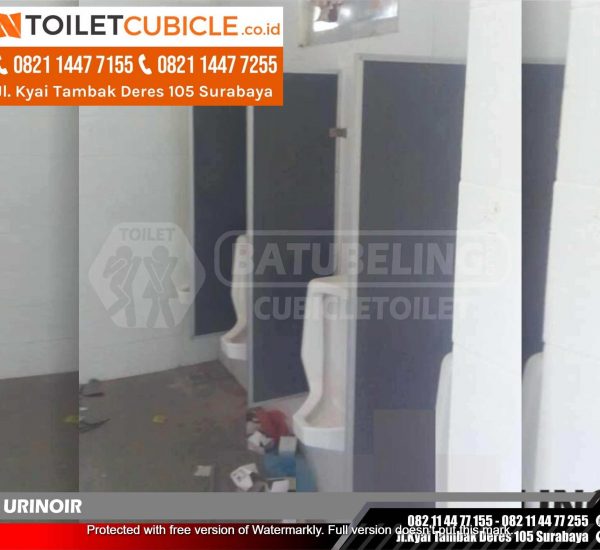 TOILETCUBICLE.co.id
0821 1447 7155 0821 1447 7255
Jl. Kyai Tambak Deres 105 Surabaya
TOILET
BATUBELING
CUBICLETOILET
URINOIR
082 11 44 77 155 - 082 11 44 77 255
Jl.Kyai Tambak Deres 105 Surabaya
Protected with free version of Watermarkly. Full version doesn't put this mark.